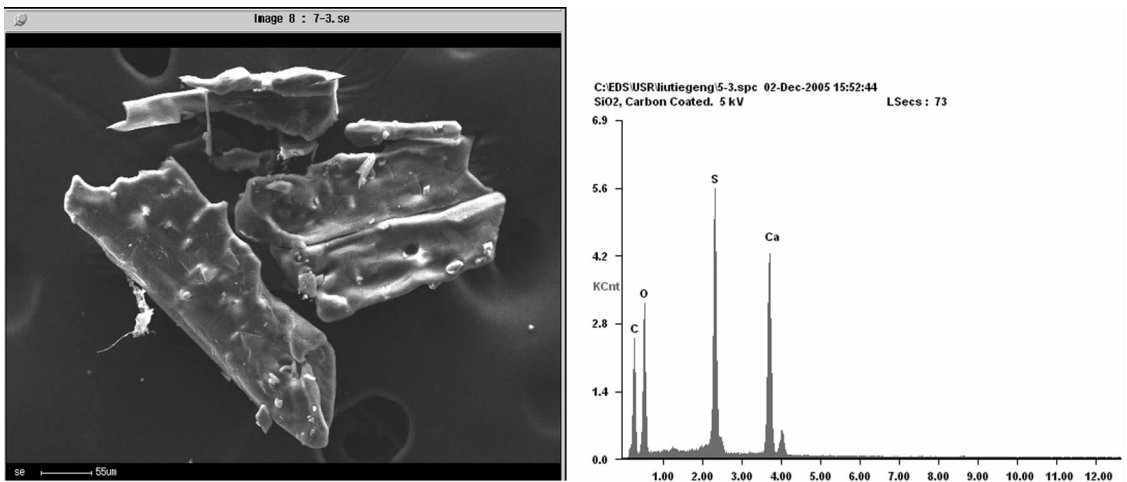 Image 8 : 7-3.se
se 55um
C:\EDS\USR\liutiegeng\5-3.spc 02-Dec-2005 15:52:44
SiO2, Carbon Coated. 5 kV LSecs : 73
6.9
5.6
4.2
KCnt
2.8
1.4
0.0
C
O
S
Ca
1.00 2.00 3.00 4.00 5.00 6.00 7.00 8.00 9.00 10.00 11.00 12.00